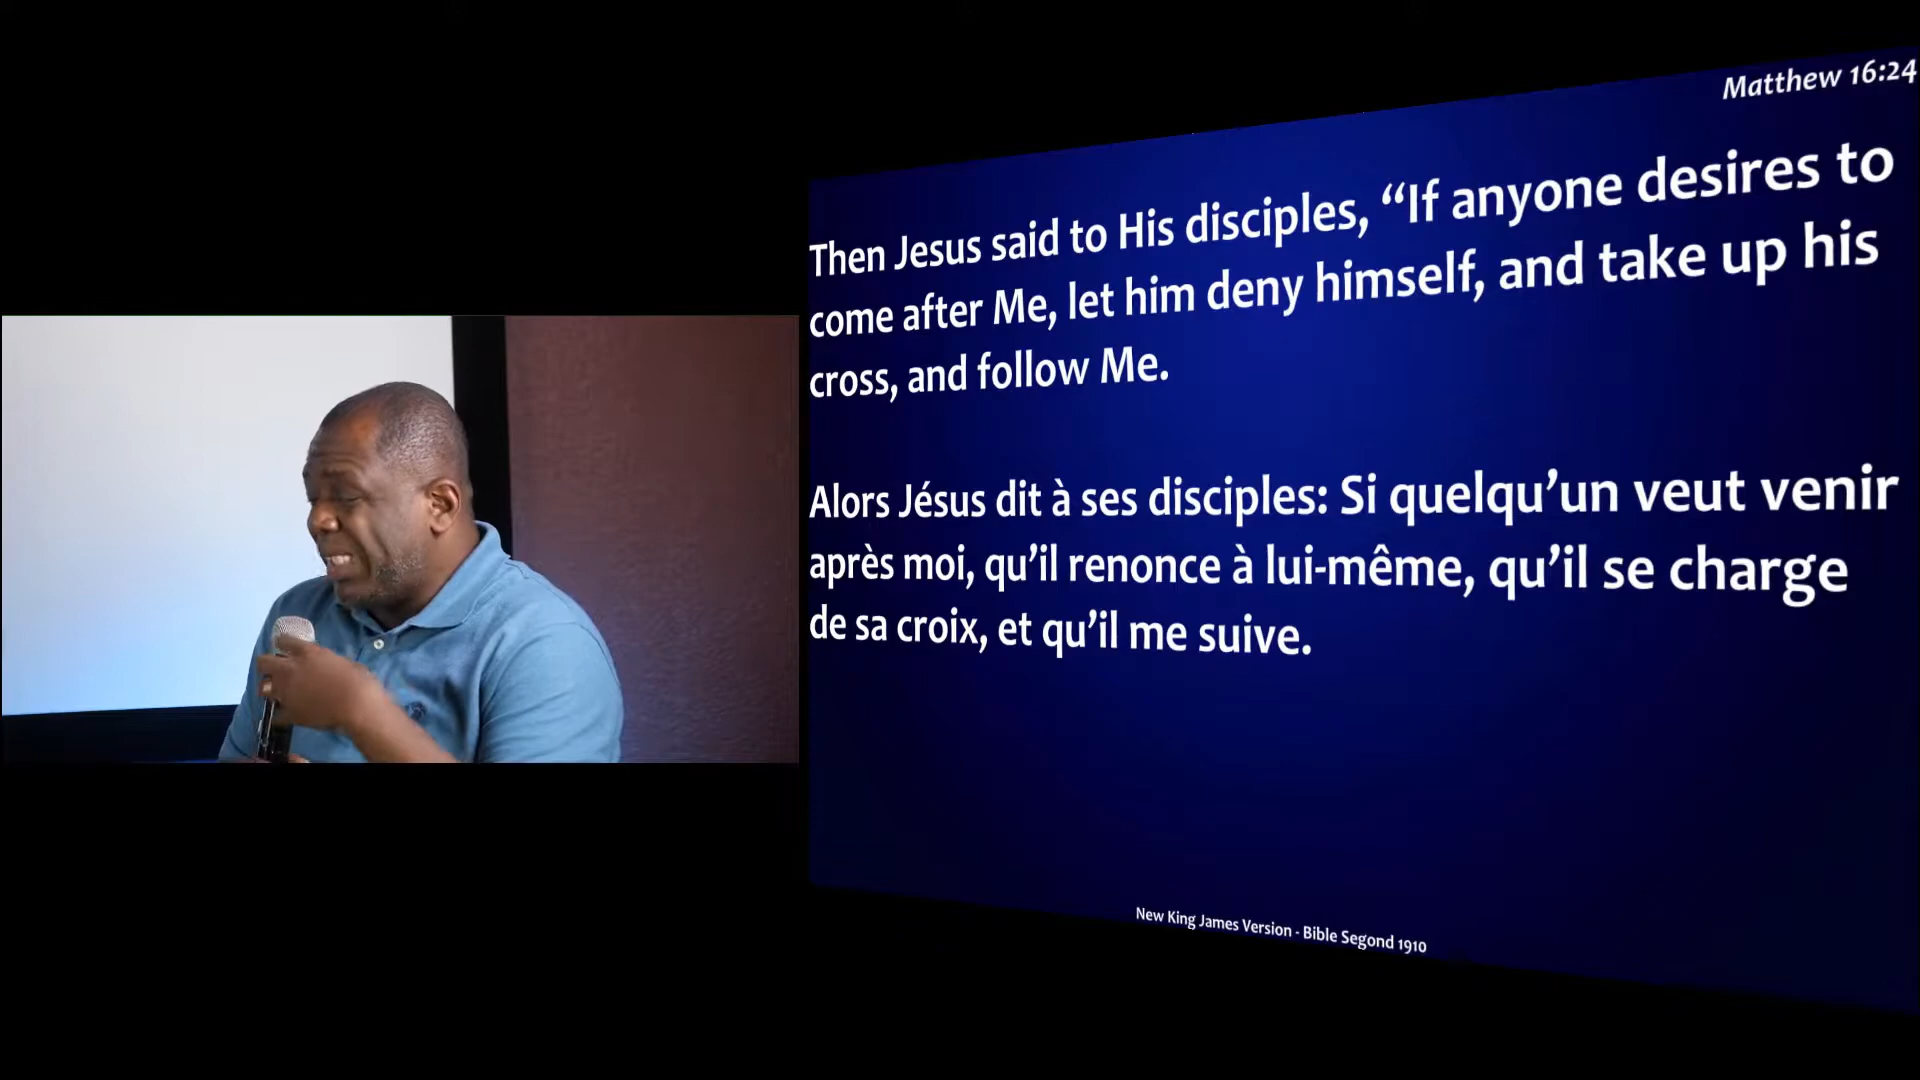 Matthew 16:24
Then Jesus said to His disciples, “If anyone desires to
come after Me, let him deny himself, and take up his
cross, and follow Me.
Alors Jésus dit à ses disciples: Si quelqu’un veut venir
après moi, qu’il renonce à lui-même, qu’il se charge
de sa croix, et qu’il me suive.
New King James Version - Bible Segond 1910